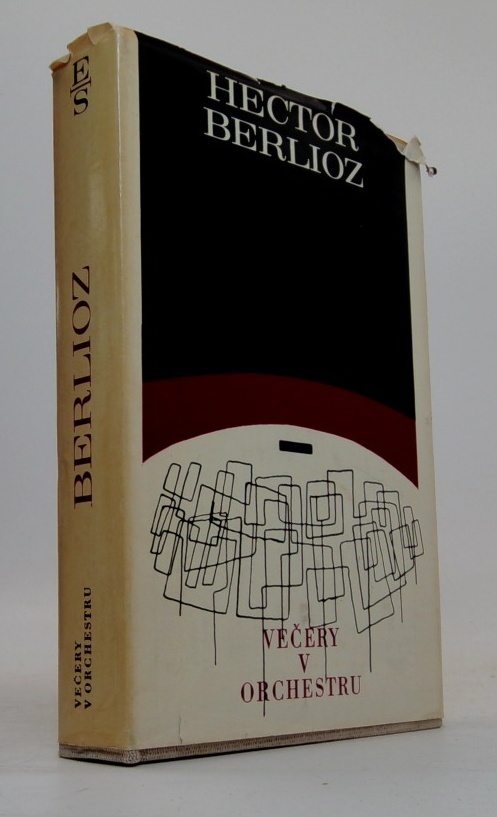 HECTOR
BERLIOZ
VEČERY
V
ORCHESTRU
BERLIOZ
VEČERY
V ORCHESTRU